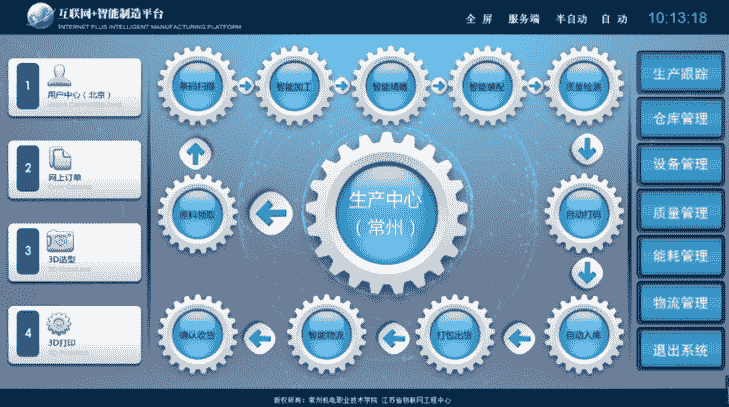 互联网+智能制造平台
INTERNET PLUS INTELLIGENT MANUFACTURING PLATFORM
全 屏 服务端 半自动 自 动 10:13:18
1
用户中心（北京）
2
网上订单
3
3D造型
4
3D打印
条码扫描
智能加工
智能精雕
智能装配
质量检测
原料领取
生产中心
（常州）
自动打码
确认收货
智能物流
打包出货
自动入库
生产跟踪
仓库管理
设备管理
质量管理
能耗管理
物流管理
退出系统
版权所有：常州机电职业技术学院 江苏省物联网工程中心